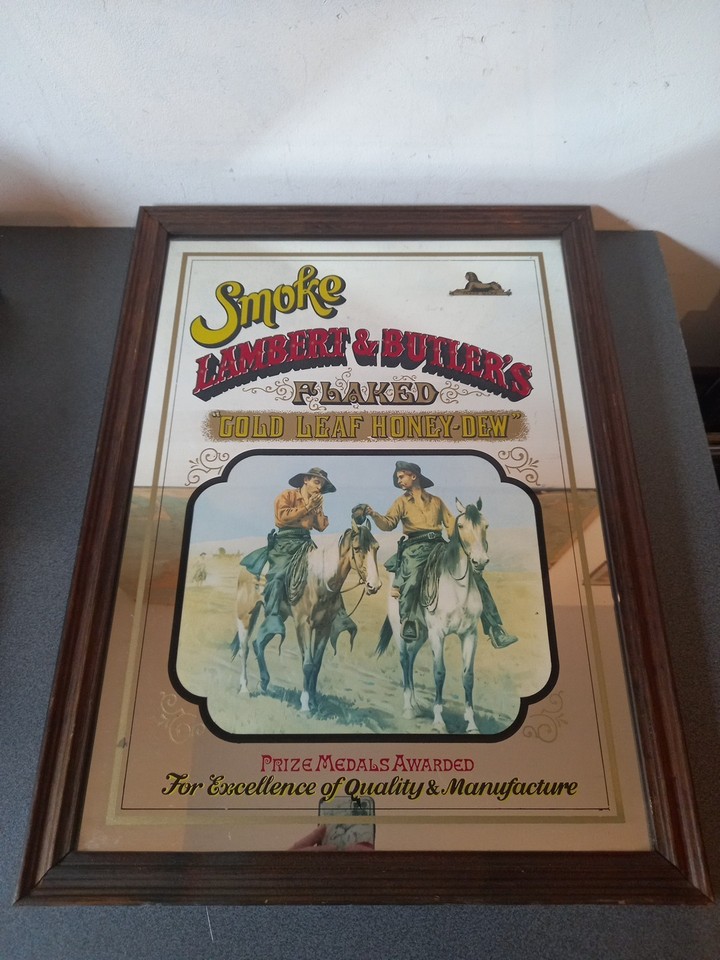 Smoke
LAMBERT & BUTLER'S
FLAKED
"GOLD LEAF HONEY-DEW"
PRIZE MEDALS AWARDED
For Excellence of Quality & Manufacture